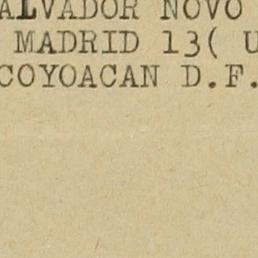 ALVADOR NOVO
MADRID 13( U
COYOACAN D.F.